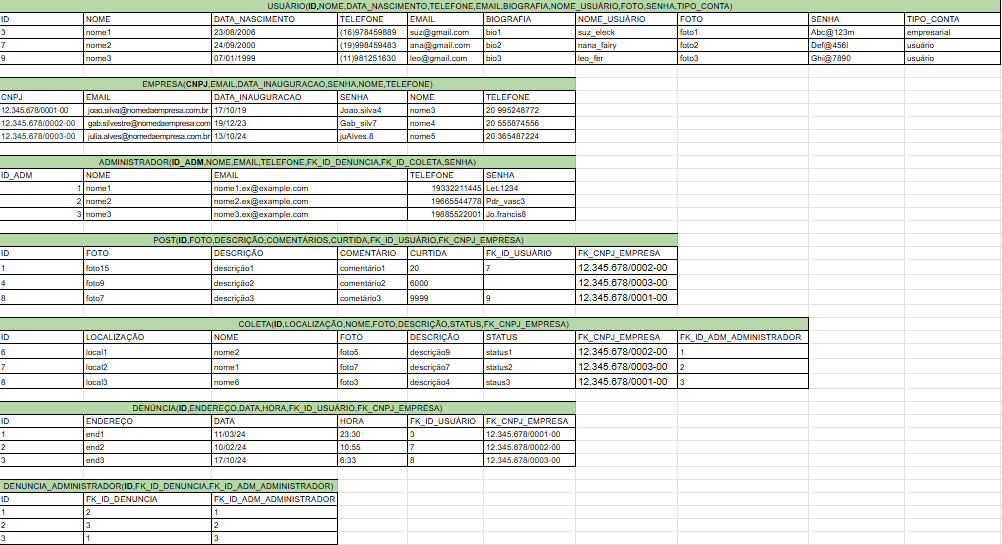 USUÁRIO(ID,NOME,DATA_NASCIMENTO,TELEFONE,EMAIL,BIOGRAFIA,NOME_USUÁRIO,FOTO,SENHA,TIPO_CONTA)
ID NOME DATA_NASCIMENTO TELEFONE EMAIL BIOGRAFIA NOME_USUÁRIO FOTO SENHA TIPO_CONTA
3 nome1 23/08/2006 (16)978459889 suz@gmail.com bio1 suz_eleck foto1 Abc@123m empresarial
7 nome2 24/09/2000 (19)998459483 ana@gmail.com bio2 nana_fairy foto2 Def@456l usuário
9 nome3 07/01/1999 (11)981251630 leo@gmail.com bio3 leo_fer foto3 Ghi@7890 usuário
EMPRESA(CNPJ,EMAIL,DATA_INAUGURACAO,SENHA,NOME,TELEFONE)
CNPJ EMAIL DATA_INAUGURACAO SENHA NOME TELEFONE
12.345.678/0001-00 joao.silva@nomedaempresa.com.br 17/10/19 Joao.silva4 nome3 20 995248772
12.345.678/0002-00 gab.silvestre@nomedaempresa.com 19/12/23 Gab_silv7 nome4 20 555874556
12.345.678/0003-00 julia.alves@nomedaempresa.com.br 13/10/24 juAlves.8 nome5 20 365487224
ADMINISTRADOR(ID_ADM,NOME,EMAIL,TELEFONE,FK_ID_DENUNCIA,FK_ID_COLETA,SENHA)
ID_ADM NOME EMAIL TELEFONE SENHA
1 nome1 nome1.ex@example.com 19332211445 Let.1234
2 nome2 nome2.ex@example.com 19665544778 Pdr_vasc3
3 nome3 nome3.ex@example.com 19885522001 Jo.francis8
POST(ID,FOTO,DESCRIÇÃO,COMENTÁRIOS,CURTIDA,FK_ID_USUÁRIO,FK_CNPJ_EMPRESA)
ID FOTO DESCRIÇÃO COMENTÁRIO CURTIDA FK_ID_USUÁRIO FK_CNPJ_EMPRESA
1 foto15 descrição1 comentário1 20 7 12.345.678/0002-00
4 foto9 descrição2 comentário2 6000 12.345.678/0003-00
8 foto7 descrição3 cometário3 9999 9 12.345.678/0001-00
COLETA(ID,LOCALIZAÇÃO,NOME,FOTO,DESCRIÇÃO,STATUS,FK_CNPJ_EMPRESA)
ID LOCALIZAÇÃO NOME FOTO DESCRIÇÃO STATUS FK_CNPJ_EMPRESA FK_ID_ADM_ADMINISTRADOR
6 local1 nome2 foto5 descrição9 status1 12.345.678/0002-00 1
7 local2 nome1 foto7 descrição7 status2 12.345.678/0003-00 2
8 local3 nome6 foto3 descrição4 staus3 12.345.678/0001-00 3
DENÚNCIA(ID,ENDEREÇO,DATA,HORA,FK_ID_USUÁRIO,FK_CNPJ_EMPRESA)
ID ENDEREÇO DATA HORA FK_ID_USUÁRIO FK_CNPJ_EMPRESA
1 end1 11/03/24 23:30 3 12.345.678/0001-00
2 end2 10/02/24 10:55 7 12.345.678/0002-00
3 end3 17/10/24 6:33 8 12.345.678/0003-00
DENUNCIA_ADMINISTRADOR(ID,FK_ID_DENUNCIA,FK_ID_ADM_ADMINISTRADOR)
ID FK_ID_DENUNCIA FK_ID_ADM_ADMINISTRADOR
1 2 1
2 3 2
3 1 3